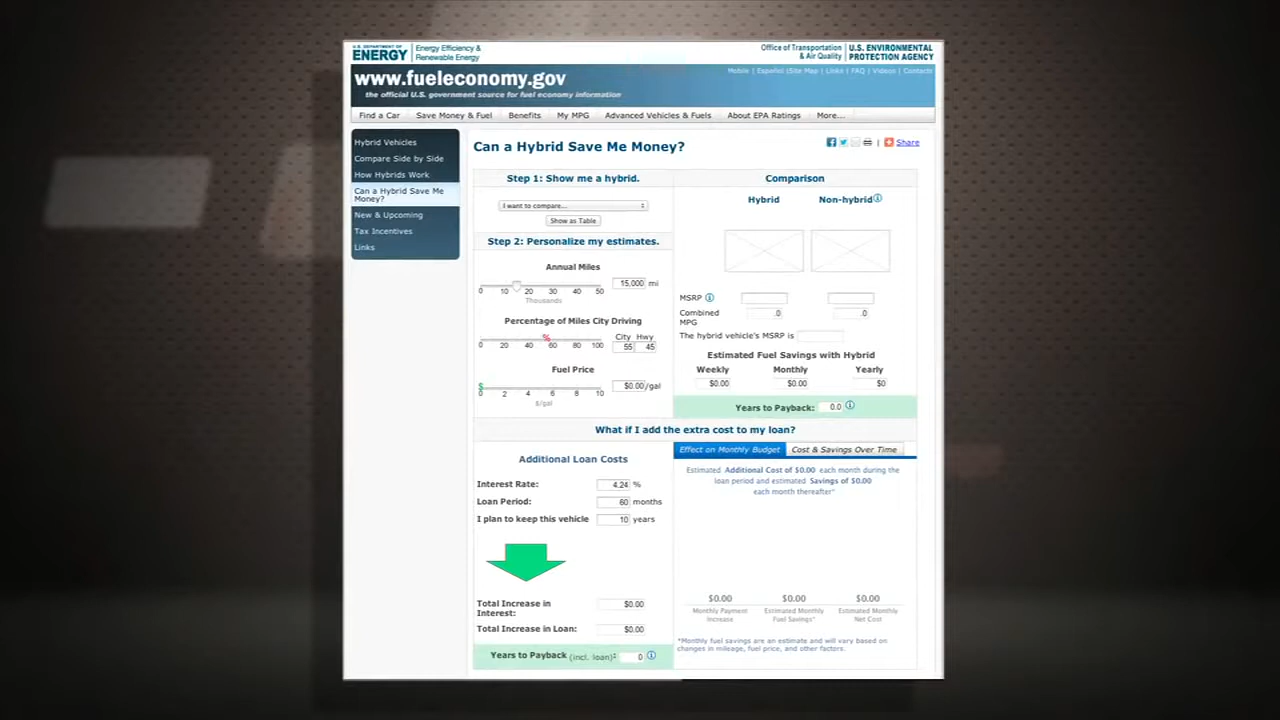 U.S. DEPARTMENT OF
ENERGY
Energy Efficiency &
Renewable Energy
Office of Transportation
& Air Quality
U.S. ENVIRONMENTAL
PROTECTION AGENCY
www.fueleconomy.gov
the official U.S. government source for fuel economy information
Mobile | Español | Site Map | Links | FAQ | Videos | Contacts
Find a Car Save Money & Fuel Benefits My MPG Advanced Vehicles & Fuels About EPA Ratings More...
Hybrid Vehicles
Compare Side by Side
How Hybrids Work
Can a Hybrid Save Me
Money?
New & Upcoming
Tax Incentives
Links
Can a Hybrid Save Me Money?
Share
Step 1: Show me a hybrid.
I want to compare...
Show as Table
Step 2: Personalize my estimates.
Annual Miles
15,000 mi
0 10 20 30 40 50
Thousands
Percentage of Miles City Driving
%
City Hwy
55 45
0 20 40 60 80 100
Fuel Price
$
$0.00/gal
0 2 4 6 8 10
$/gal
Comparison
Hybrid Non-hybrid
MSRP
Combined .0 .0
MPG
The hybrid vehicle's MSRP is
Estimated Fuel Savings with Hybrid
Weekly Monthly Yearly
$0.00 $0.00 $0
Years to Payback: 0.0
What if I add the extra cost to my loan?
Additional Loan Costs
Interest Rate: 4.24 %
Loan Period: 60 months
I plan to keep this vehicle 10 years
Total Increase in
Interest: $0.00
Total Increase in Loan: $0.00
Years to Payback (incl. loan)‡ 0
Effect on Monthly Budget Cost & Savings Over Time
Estimated Additional Cost of $0.00 each month during the
loan period and estimated Savings of $0.00
each month thereafter*
$0.00 $0.00 $0.00
Monthly Payment Estimated Monthly Estimated Monthly
Increase Fuel Savings* Net Cost
*Monthly fuel savings are an estimate and will vary based on
changes in mileage, fuel price, and other factors.